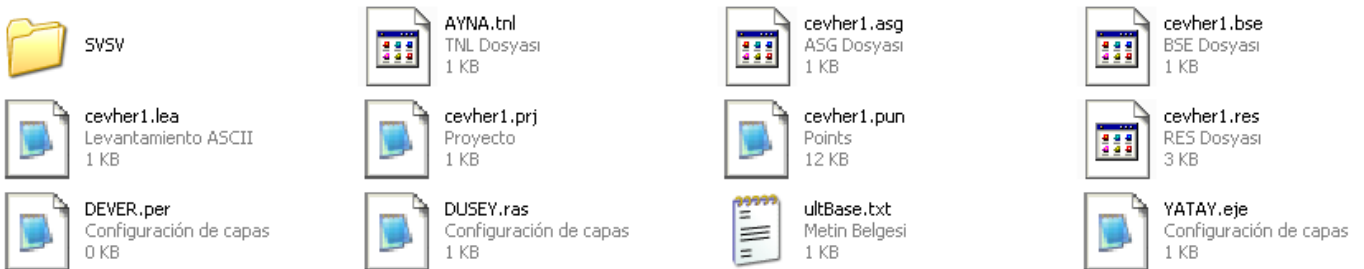 SVSV
AYNA.tnl
TNL Dosyası
1 KB
cevher1.asg
ASG Dosyası
1 KB
cevher1.bse
BSE Dosyası
1 KB
cevher1.lea
Levantamiento ASCII
1 KB
cevher1.prj
Proyecto
1 KB
cevher1.pun
Points
12 KB
cevher1.res
RES Dosyası
3 KB
DEVER.per
Configuración de capas
0 KB
DUSEY.ras
Configuración de capas
1 KB
ultBase.txt
Metin Belgesi
1 KB
YATAY.eje
Configuración de capas
1 KB